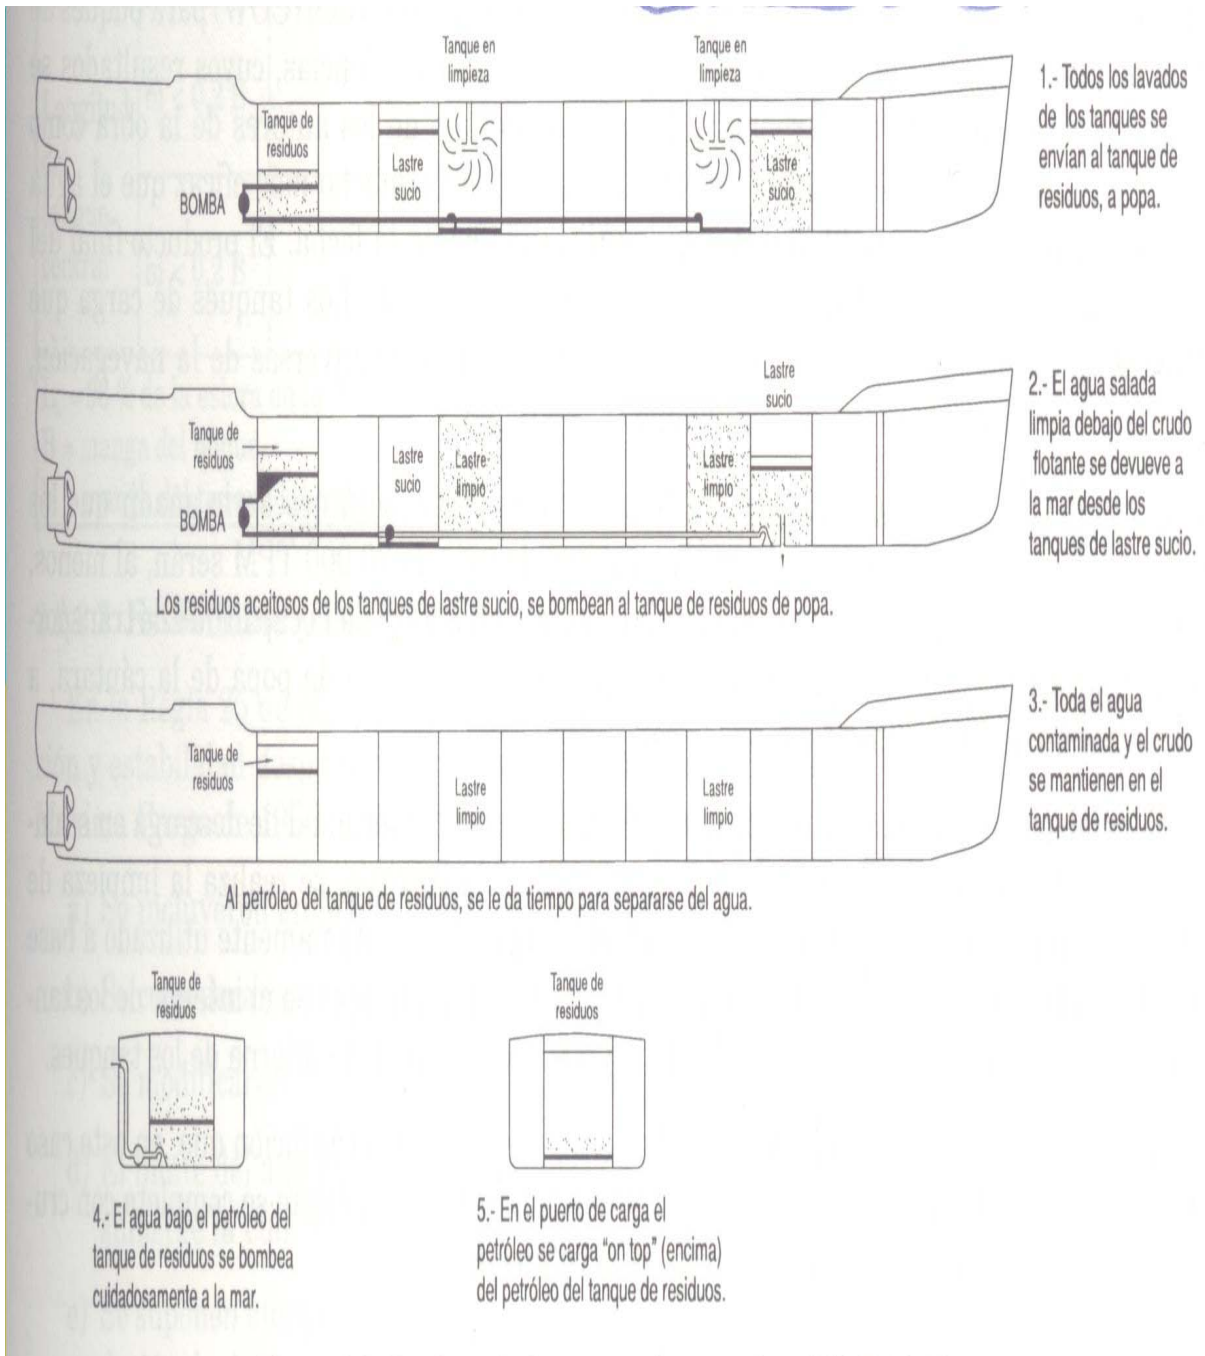 Tanque en
limpieza
Tanque en
limpieza
Tanque de
residuos
Lastre
sucio
Lastre
sucio
BOMBA
1.- Todos los lavados
de los tanques se
envían al tanque de
residuos, a popa.
Lastre
sucio
Tanque de
residuos
Lastre
sucio
Lastre
limpio
Lastre
limpio
BOMBA
2.- El agua salada
limpia debajo del crudo
flotante se devueve a
la mar desde los
tanques de lastre sucio.
Los residuos aceitosos de los tanques de lastre sucio, se bombean al tanque de residuos de popa.
Tanque de
residuos
Lastre
limpio
Lastre
limpio
3.- Toda el agua
contaminada y el crudo
se mantienen en el
tanque de residuos.
Al petróleo del tanque de residuos, se le da tiempo para separarse del agua.
Tanque de
residuos
4.- El agua bajo el petróleo del
tanque de residuos se bombea
cuidadosamente a la mar.
Tanque de
residuos
5.- En el puerto de carga el
petróleo se carga “on top” (encima)
del petróleo del tanque de residuos.